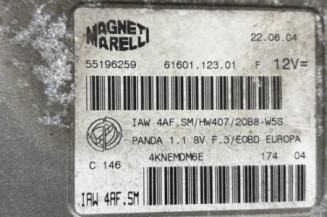 MAGNETI
MARELLI
22.06.04
55196259 61601.123.01 F 12V=
IAW 4AF.SM/HW407/20B8-W5S
PANDA 1.1 8V F.3/EOBD EUROPA
C 146 4KNEMDM6E 174 04
IAW 4AF.SM